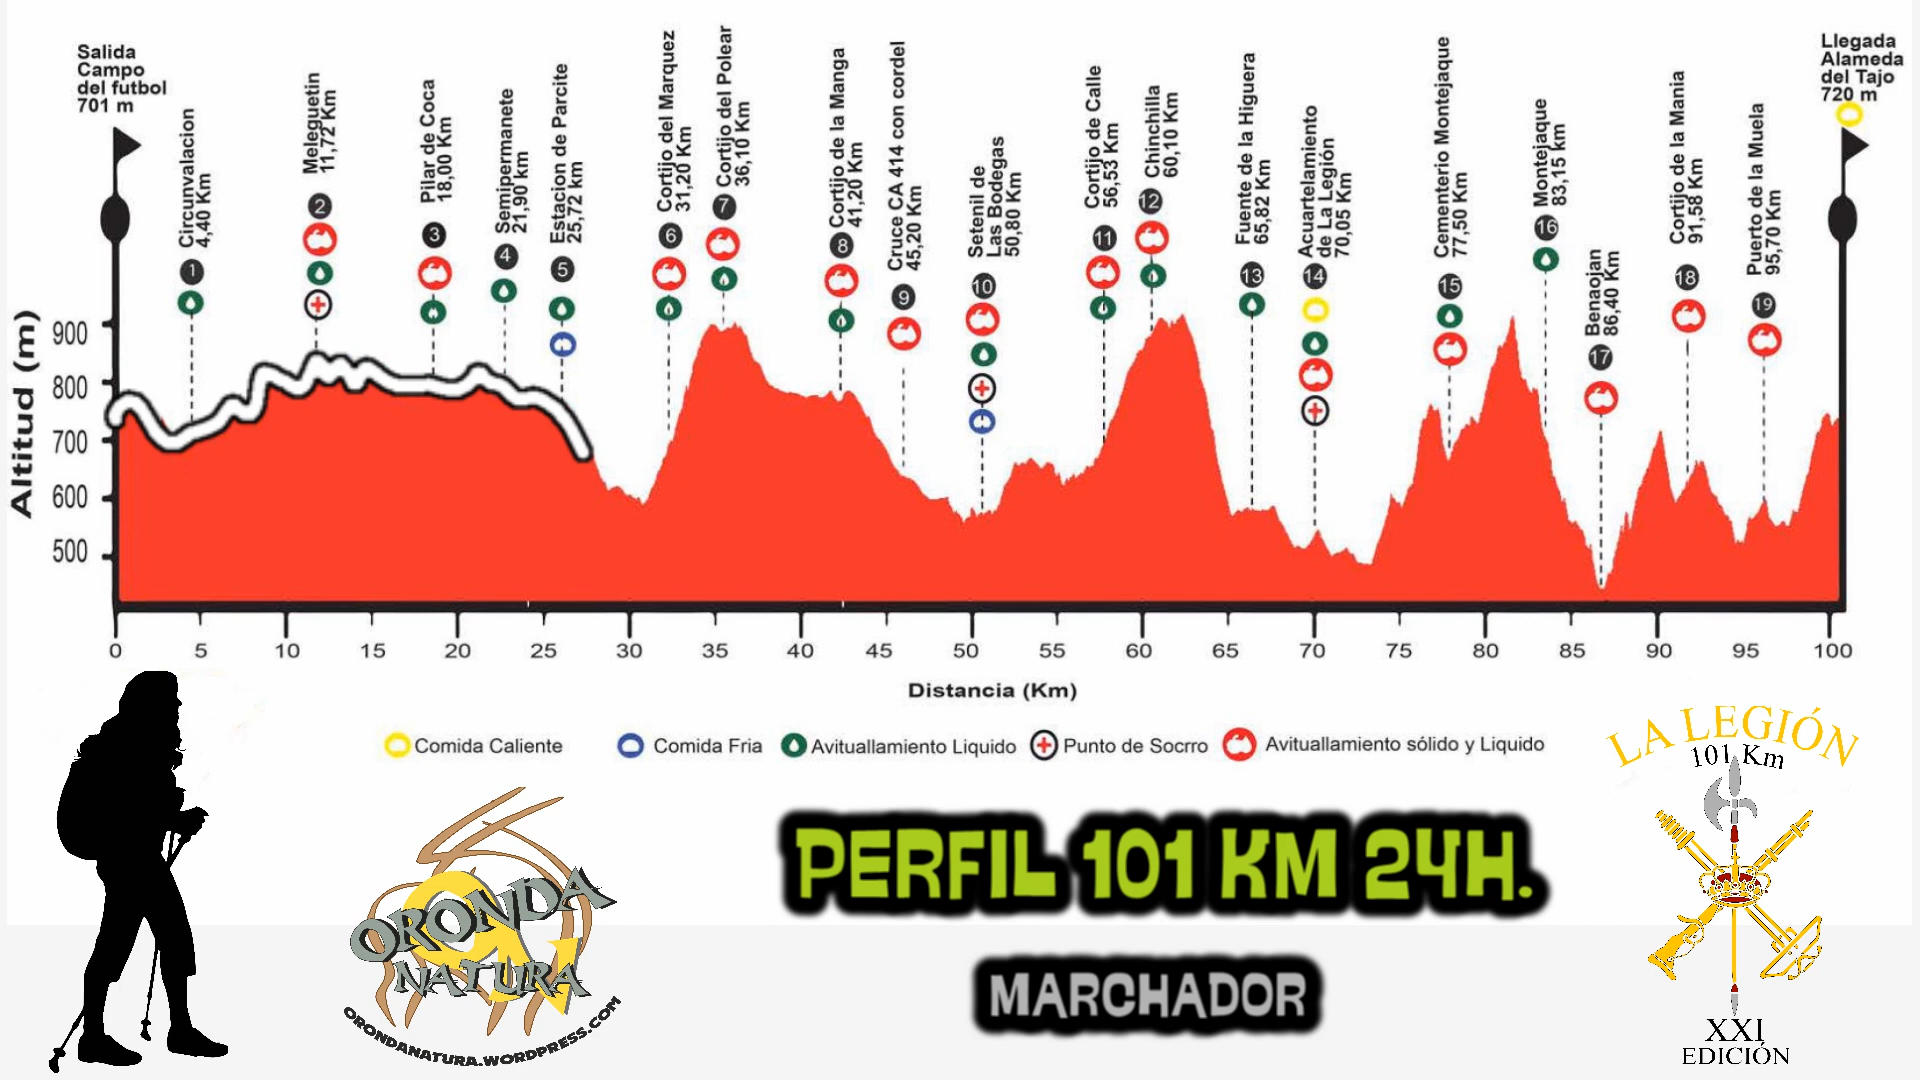 Salida
Campo
del futbol
701 m
Circunvalacion
4,40 Km
1
Meleguetin
11,72 Km
2
Pilar de Coca
18,00 Km
3
Semipermanete
21,90 km
4
Estacion de Parcite
25,72 km
5
Cortijo del Marquez
31,20 Km
6
Cortijo del Polear
36,10 Km
7
Cortijo de la Manga
41,20 Km
8
Cruce CA 414 con cordel
45,20 Km
9
Setenil de
Las Bodegas
50,80 Km
10
Cortijo de Calle
56,53 Km
11
Chinchilla
60,10 Km
12
Fuente de la Higuera
65,82 Km
13
Acuartelamiento
de La Legión
70,05 Km
14
Cementerio Montejaque
77,50 Km
15
Montejaque
83,15 km
16
Benaojan
86,40 Km
17
Cortijo de la Mania
91,58 Km
18
Puerto de la Muela
95,70 Km
19
Llegada
Alameda
del Tajo
720 m
Altitud (m)
900
800
700
600
500
0 5 10 15 20 25 30 35 40 45 50 55 60 65 70 75 80 85 90 95 100
Distancia (Km)
Comida Caliente
Comida Fria
Avituallamiento Liquido
Punto de Socrro
Avituallamiento sólido y Liquido
LA LEGIÓN
101 Km
XXI
EDICIÓN
PERFIL 101 KM 24H.
MARCHADOR
ORONDA
NATURA
ORONDANATURA.WORDPRESS.COM